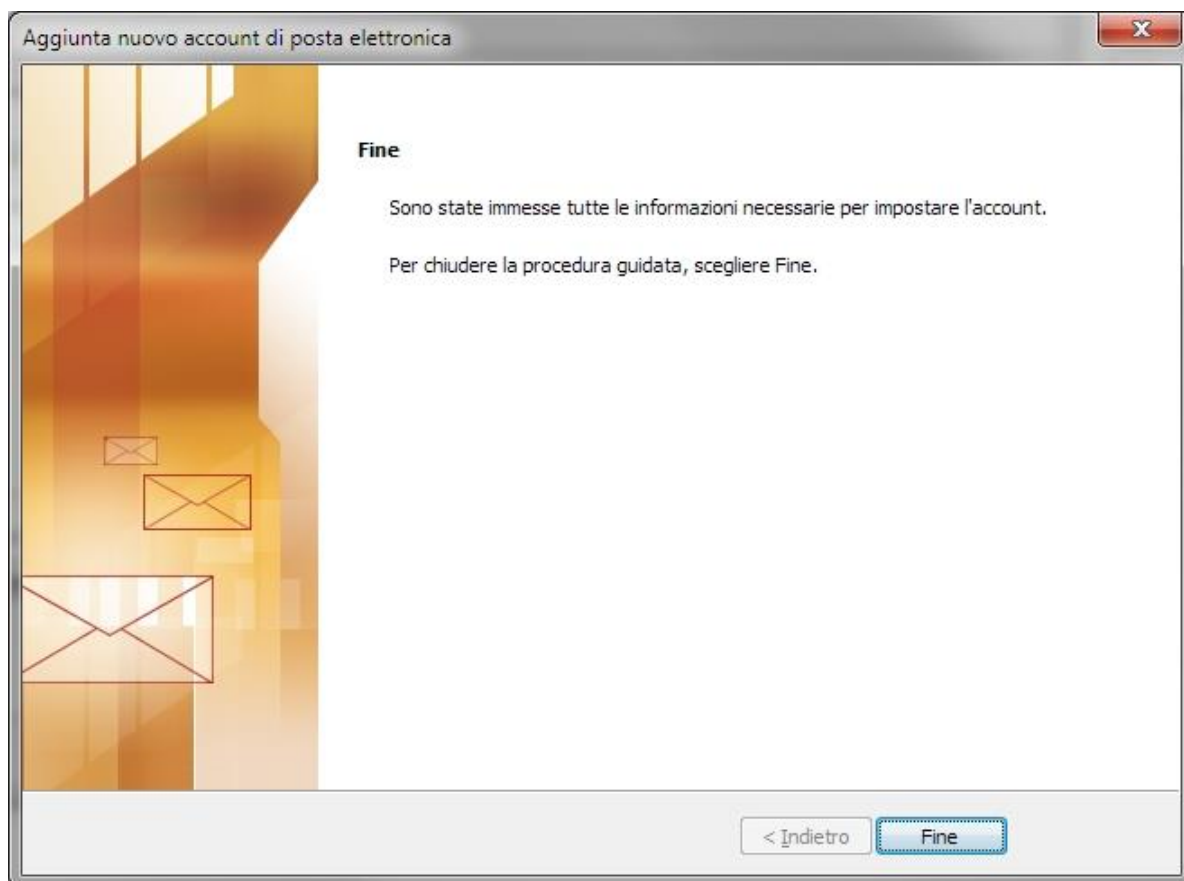 Aggiunta nuovo account di posta elettronica
Fine
Sono state immesse tutte le informazioni necessarie per impostare l'account.
Per chiudere la procedura guidata, scegliere Fine.
< Indietro
Fine